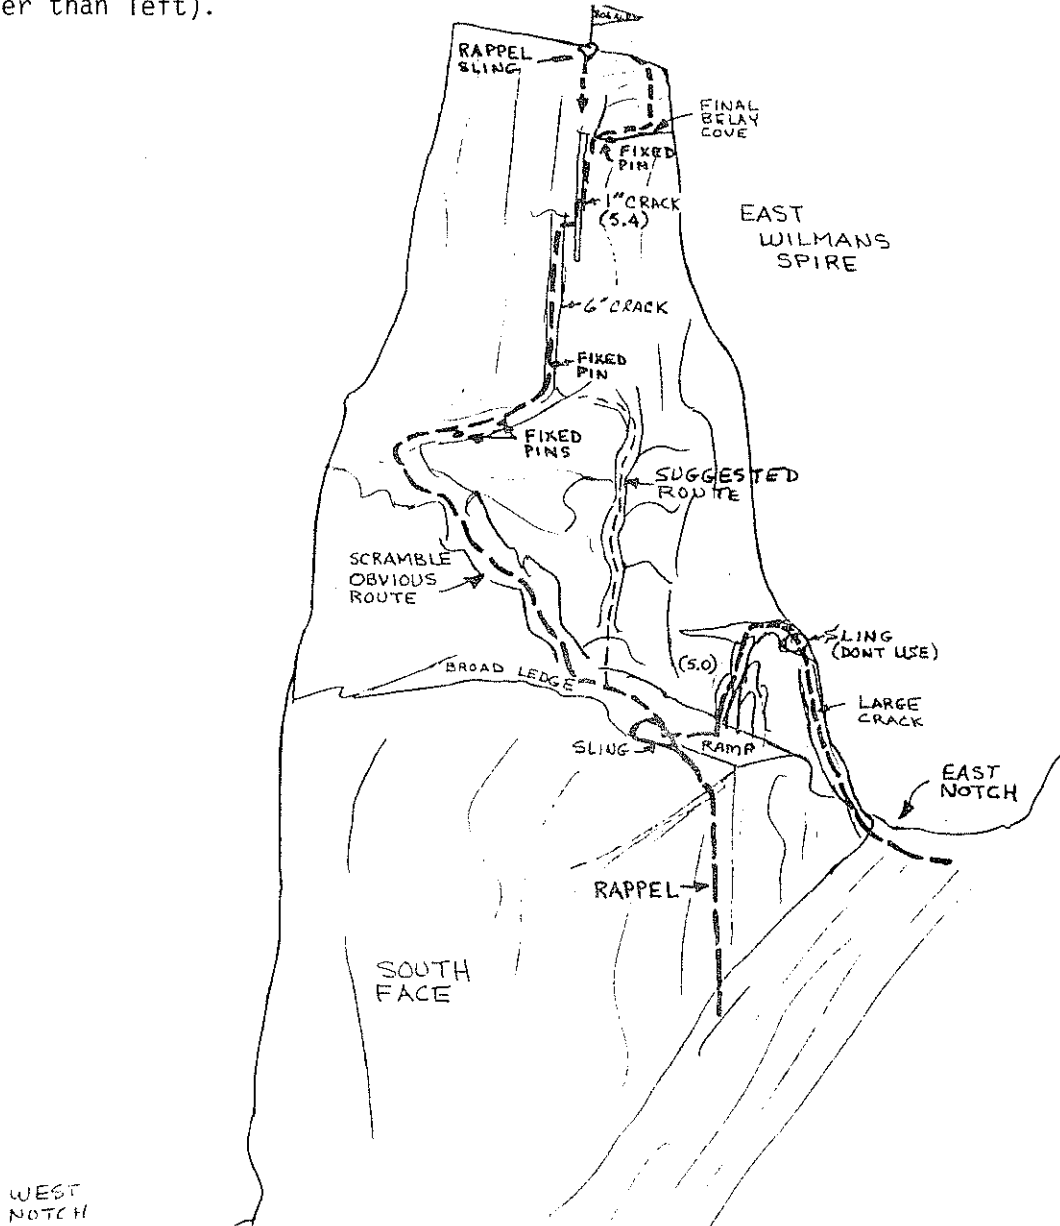 er than left).
RAPPEL
SLING
FINAL
BELAY
COVE
FIXED
PIN
1" CRACK
(5.4)
EAST
WILMANS
SPIRE
6" CRACK
FIXED
PIN
FIXED
PINS
SUGGESTED
ROUTE
SCRAMBLE
OBVIOUS
ROUTE
SLING
(DONT USE)
(5.0)
BROAD LEDGE
LARGE
CRACK
SLING
RAMP
EAST
NOTCH
RAPPEL
SOUTH
FACE
WEST
NOTCH